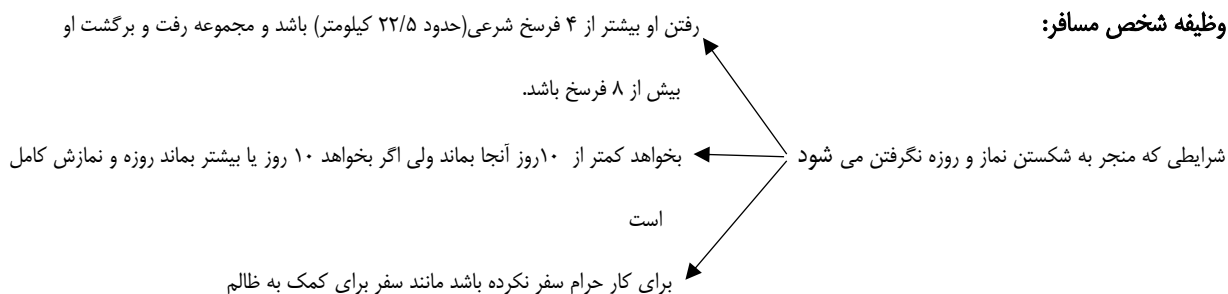 وظیفه شخص مسافر:
رفتن او بیشتر از ۴ فرسخ شرعی(حدود ۲۲/۵ کیلومتر) باشد و مجموعه رفت و برگشت او
بیش از ۸ فرسخ باشد.
شرایطی که منجر به شکستن نماز و روزه نگرفتن می شود
بخواهد کمتر از ۱۰روز آنجا بماند ولی اگر بخواهد ۱۰ روز یا بیشتر بماند روزه و نمازش کامل
است
برای کار حرام سفر نکرده باشد مانند سفر برای کمک به ظالم